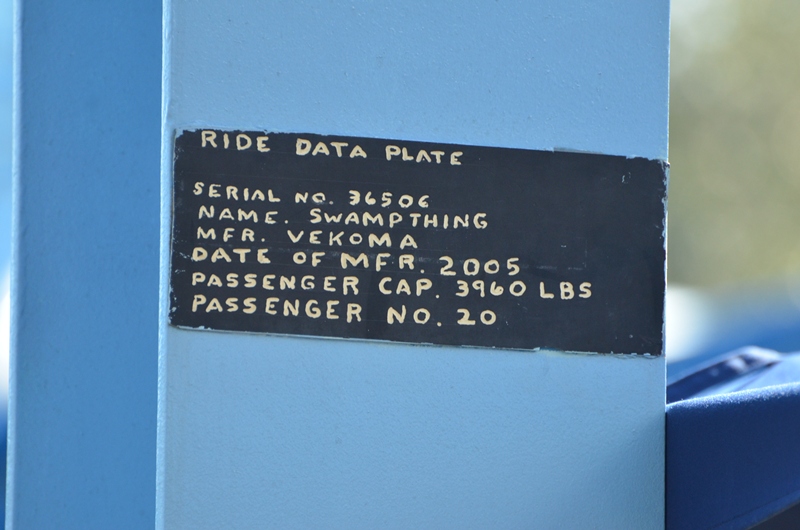 RIDE DATA PLATE
SERIAL NO. 36506
NAME. SWAMPTHING
MFR. VEKOMA
DATE OF MFR. 2005
PASSENGER CAP. 3960 LBS
PASSENGER NO. 20